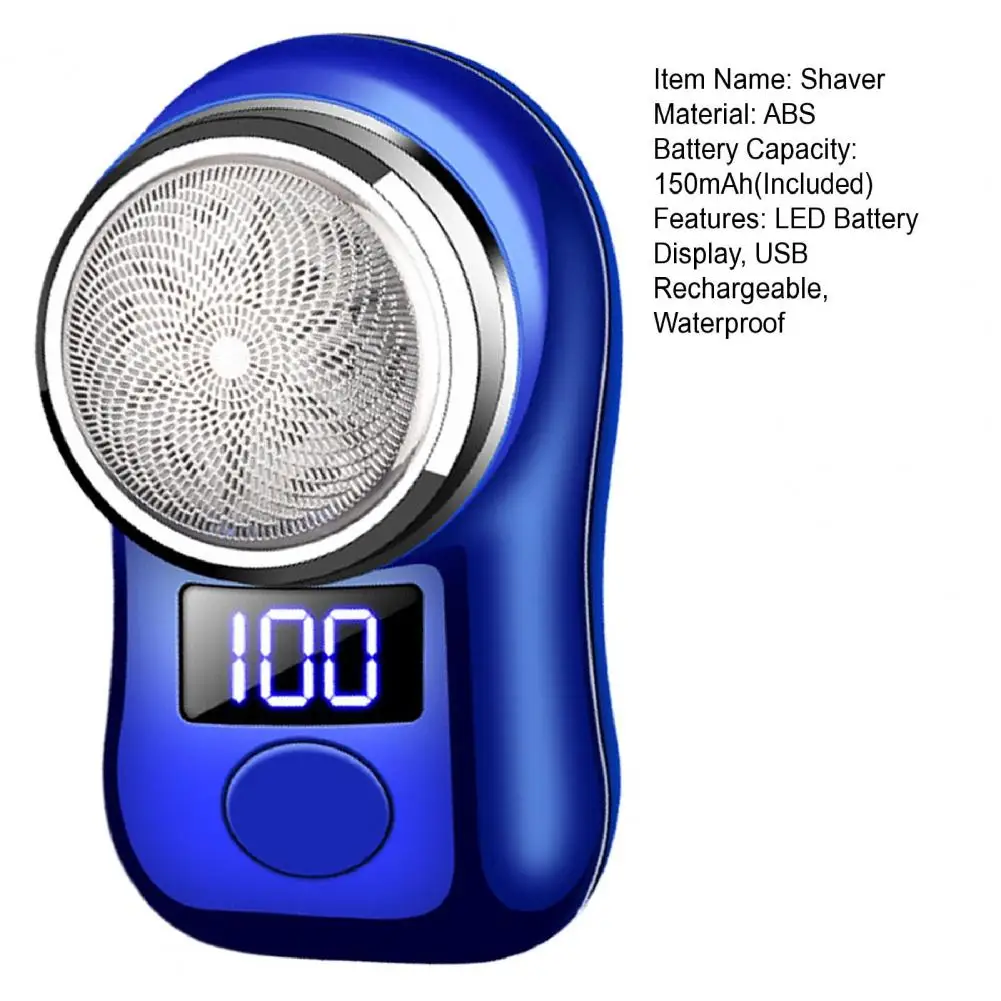 Item Name: Shaver
Material: ABS
Battery Capacity:
150mAh(Included)
Features: LED Battery
Display, USB
Rechargeable,
Waterproof
100